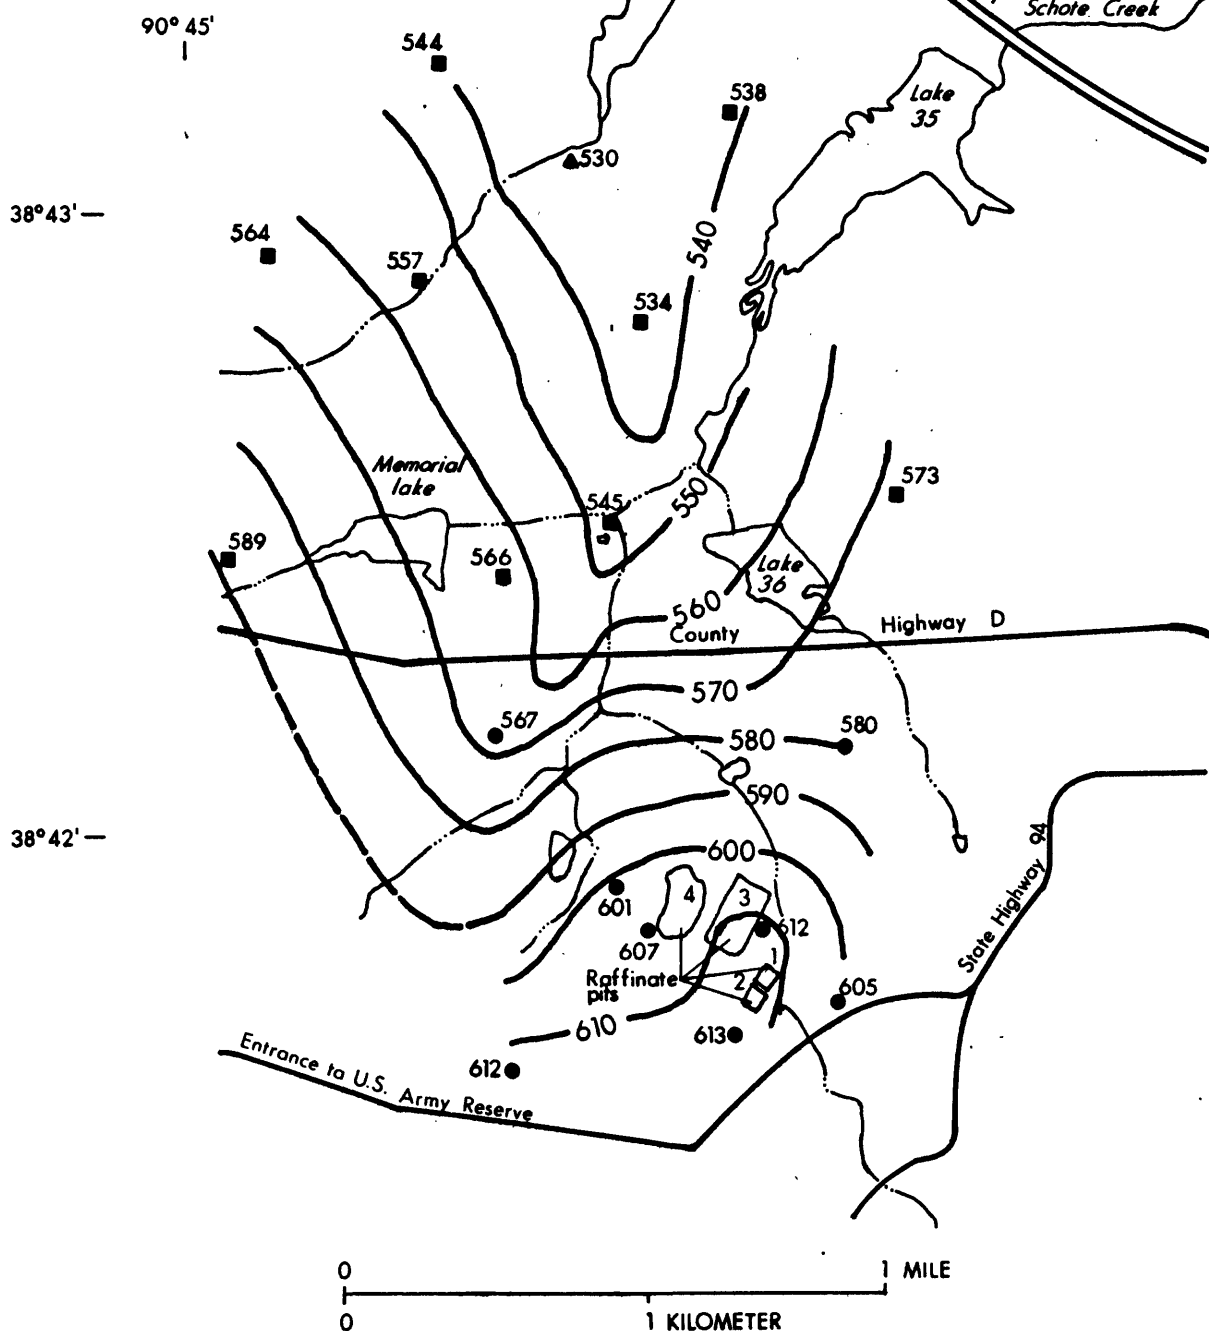 Schote Creek
90° 45'
544
538
Lake
35
530
38°43'
564
540
557
534
Memorial
lake
573
545
550
589
566
Lake
36
560
County Highway D
570
567
580
580
590
38°42'
600
State Highway 94
4
3
601
612
607
1
Raffinate
pits
2
605
610
613
Entrance to U.S. Army Reserve
612
0 1 MILE
0 1 KILOMETER